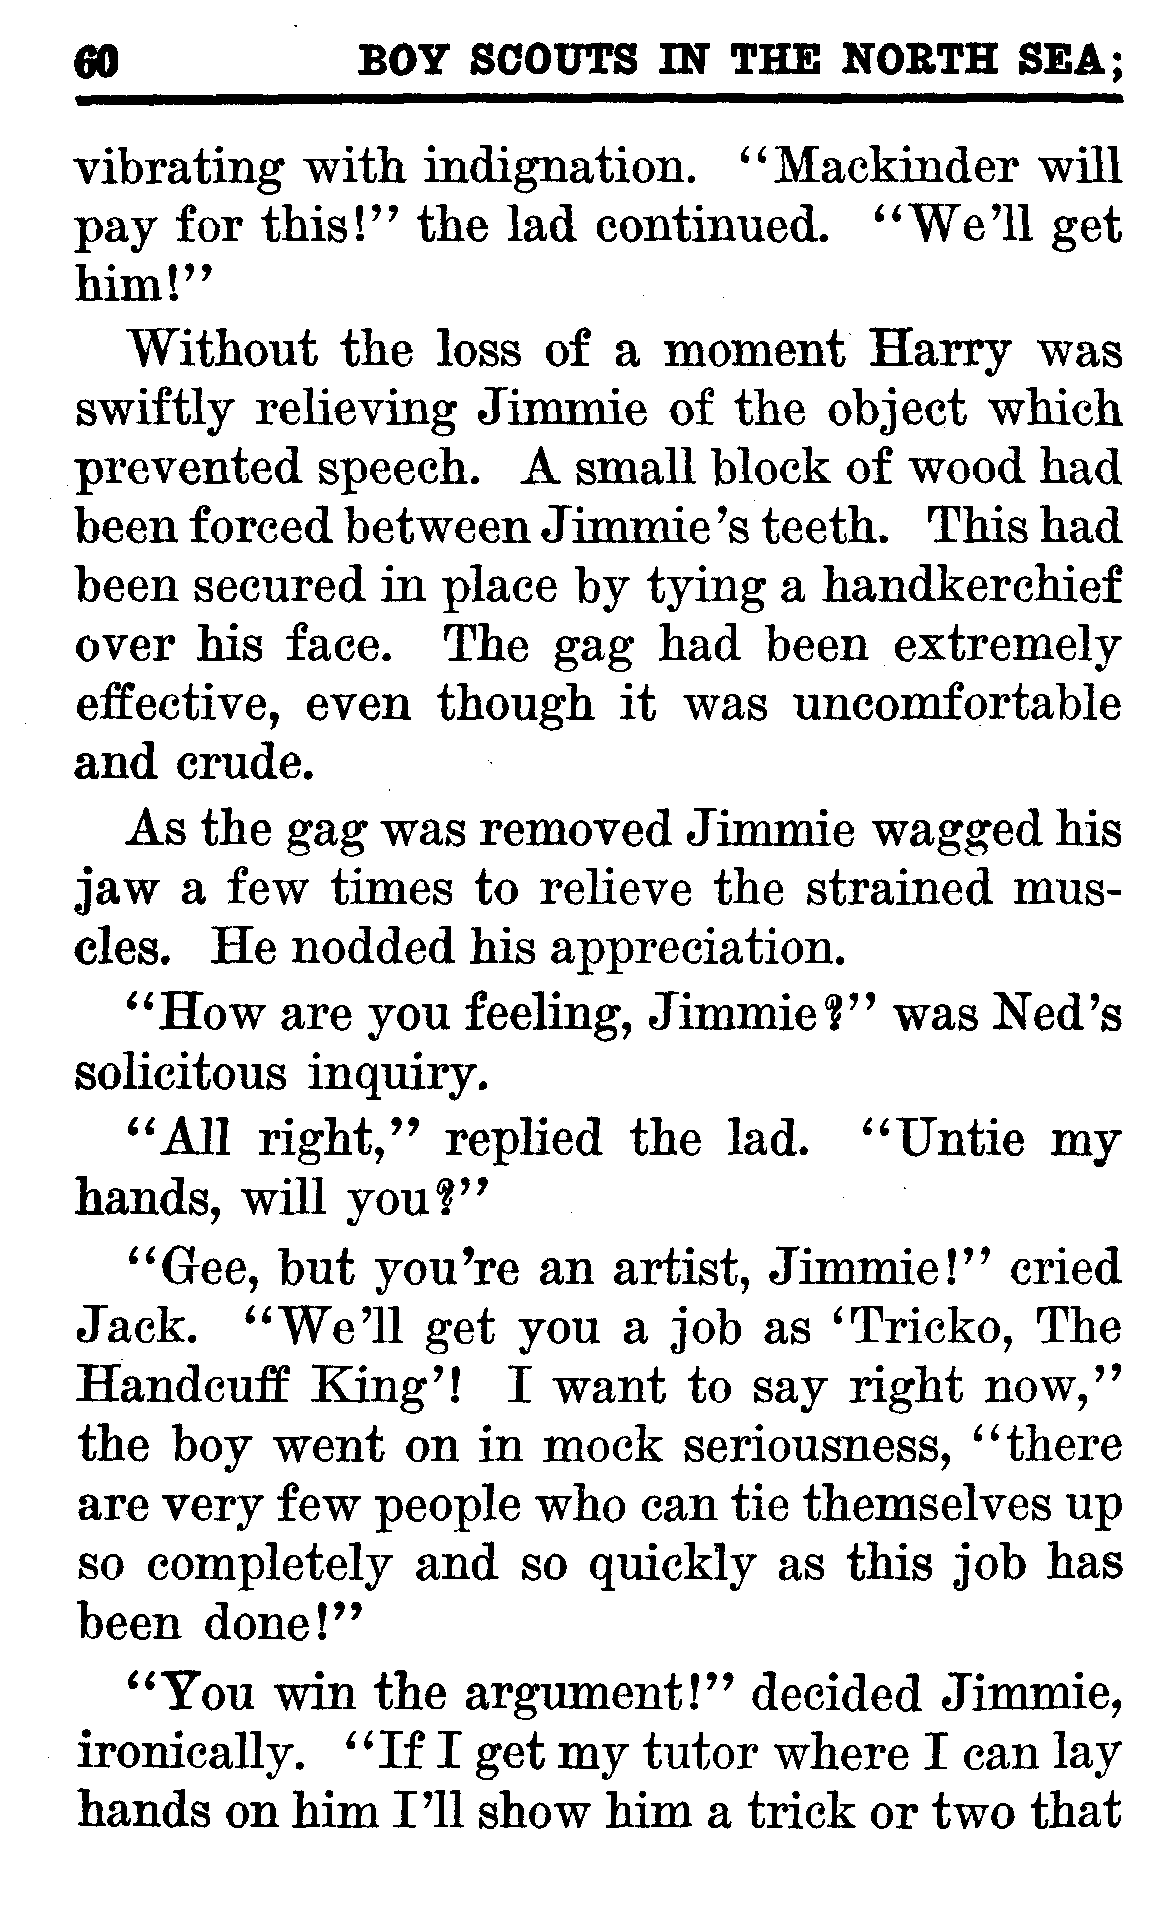 60 BOY SCOUTS IN THE NORTH SEA;
vibrating with indignation. "Mackinder will
pay for this!" the lad continued. "We'll get
him!"
Without the loss of a moment Harry was
swiftly relieving Jimmie of the object which
prevented speech. A small block of wood had
been forced between Jimmie's teeth. This had
been secured in place by tying a handkerchief
over his face. The gag had been extremely
effective, even though it was uncomfortable
and crude.
As the gag was removed Jimmie wagged his
jaw a few times to relieve the strained mus-
cles. He nodded his appreciation.
"How are you feeling, Jimmie?" was Ned's
solicitous inquiry.
"All right," replied the lad. "Untie my
hands, will you?"
"Gee, but you're an artist, Jimmie!" cried
Jack. "We'll get you a job as 'Tricko, The
Handcuff King'! I want to say right now,"
the boy went on in mock seriousness, "there
are very few people who can tie themselves up
so completely and so quickly as this job has
been done!"
"You win the argument!" decided Jimmie,
ironically. "If I get my tutor where I can lay
hands on him I'll show him a trick or two that